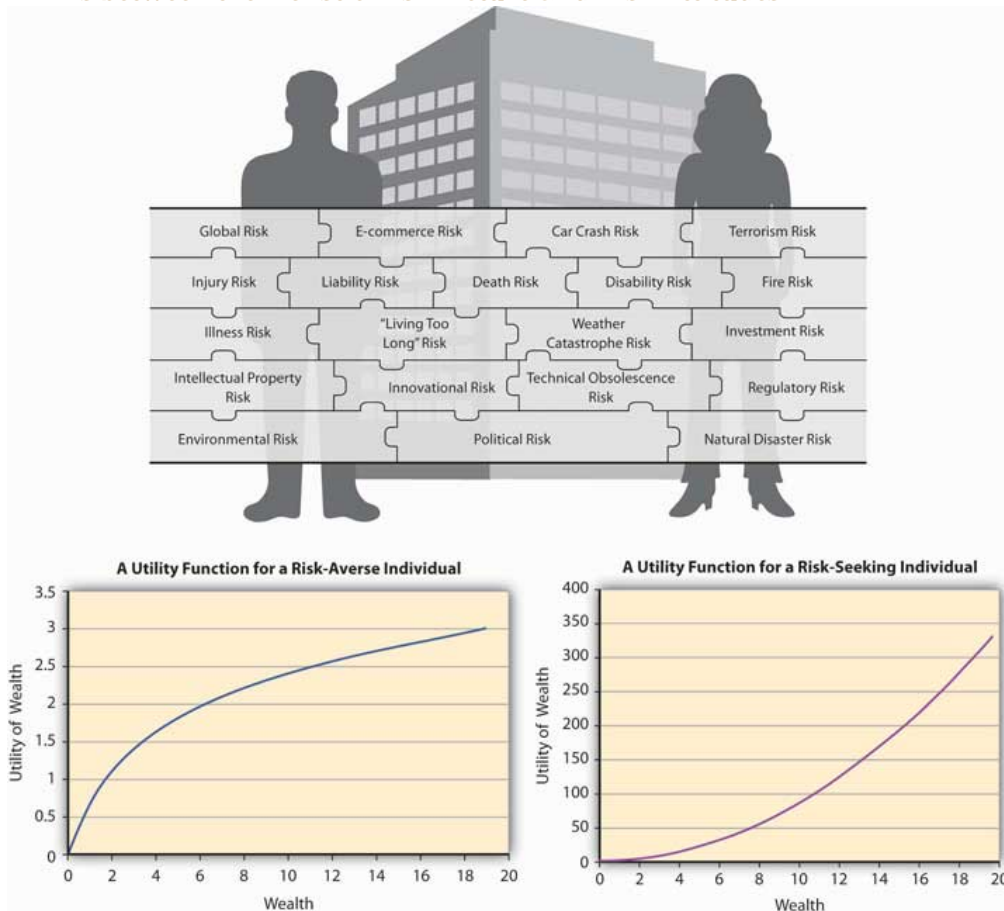 Global Risk E-commerce Risk Car Crash Risk Terrorism Risk
Injury Risk Liability Risk Death Risk Disability Risk Fire Risk
Illness Risk “Living Too Long” Risk Weather Catastrophe Risk Investment Risk
Intellectual Property Risk Innovational Risk Technical Obsolescence Risk Regulatory Risk
Environmental Risk Political Risk Natural Disaster Risk
A Utility Function for a Risk-Averse Individual
3.5
3
2.5
2
1.5
1
0.5
0
Utility of Wealth
0 2 4 6 8 10 12 14 16 18 20
Wealth
A Utility Function for a Risk-Seeking Individual
400
350
300
250
200
150
100
50
0
Utility of Wealth
0 2 4 6 8 10 12 14 16 18 20
Wealth